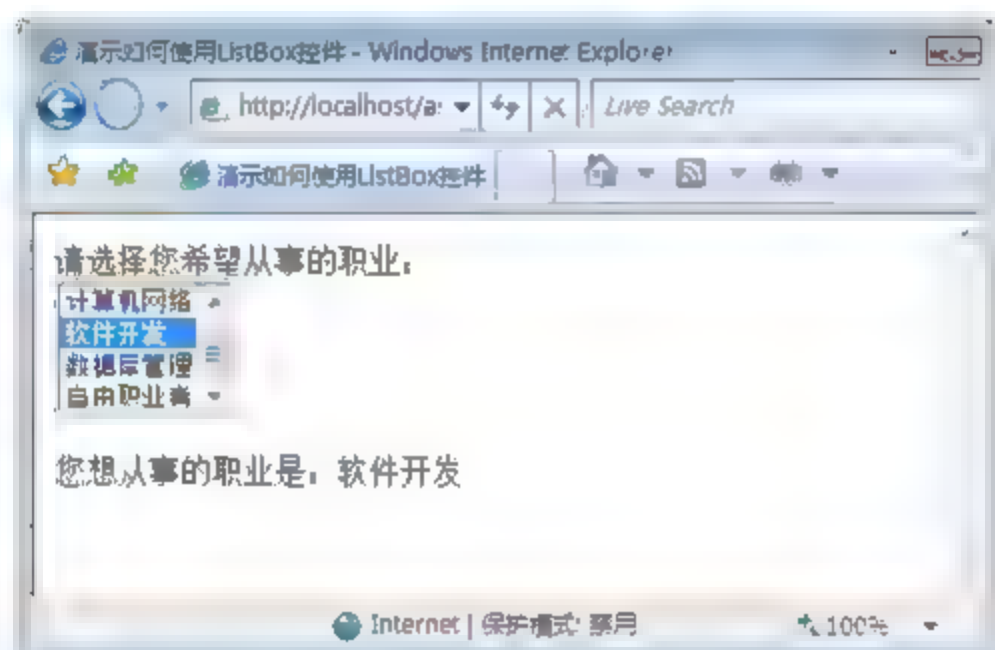 演示如何使用ListBox控件 - Windows Internet Explorer
http://localhost/a
Live Search
演示如何使用ListBox控件
请选择您希望从事的职业:
计算机网络
软件开发
数据库管理
自由职业者
您想从事的职业是: 软件开发
Internet | 保护模式: 禁用
100%